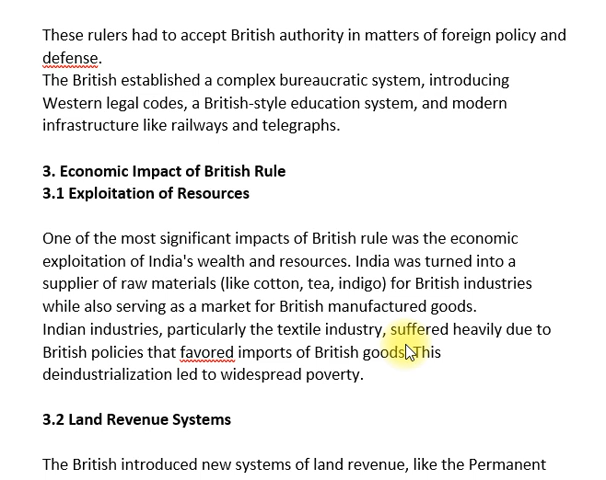 These rulers had to accept British authority in matters of foreign policy and
defense.
The British established a complex bureaucratic system, introducing
Western legal codes, a British-style education system, and modern
infrastructure like railways and telegraphs.
3. Economic Impact of British Rule
3.1 Exploitation of Resources
One of the most significant impacts of British rule was the economic
exploitation of India's wealth and resources. India was turned into a
supplier of raw materials (like cotton, tea, indigo) for British industries
while also serving as a market for British manufactured goods.
Indian industries, particularly the textile industry, suffered heavily due to
British policies that favored imports of British goods. This
deindustrialization led to widespread poverty.
3.2 Land Revenue Systems
The British introduced new systems of land revenue, like the Permanent